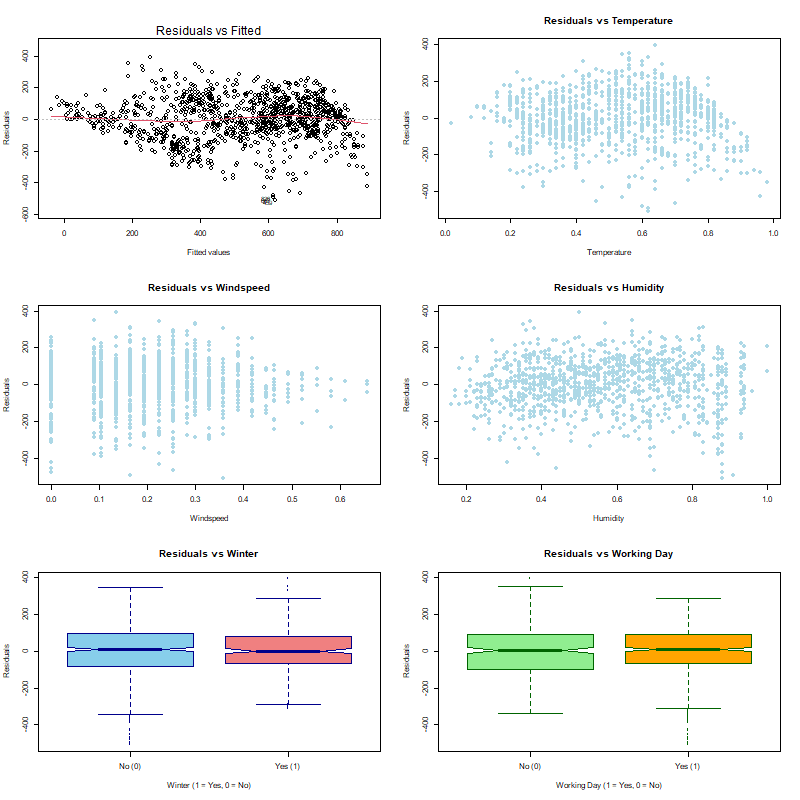 Residuals vs Fitted
Residuals
400
200
0
-200
-400
-600
0 200 400 600 800
Fitted values
Residuals vs Temperature
Residuals
400
200
0
-200
-400
0.0 0.2 0.4 0.6 0.8 1.0
Temperature
Residuals vs Windspeed
Residuals
400
200
0
-200
-400
0.0 0.1 0.2 0.3 0.4 0.5 0.6
Windspeed
Residuals vs Humidity
Residuals
400
200
0
-200
-400
0.2 0.4 0.6 0.8 1.0
Humidity
Residuals vs Winter
Residuals
400
200
0
-200
-400
No (0) Yes (1)
Winter (1 = Yes, 0 = No)
Residuals vs Working Day
Residuals
400
200
0
-200
-400
No (0) Yes (1)
Working Day (1 = Yes, 0 = No)